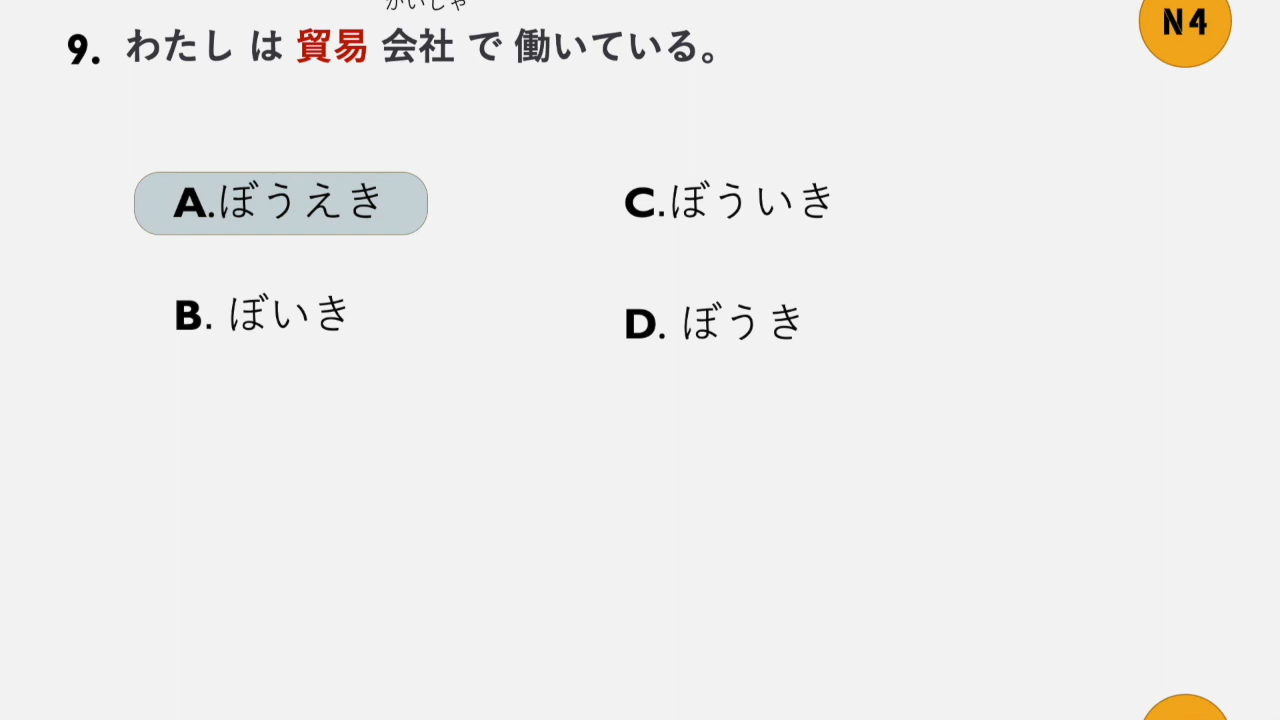 かいしゃ
9. わたし は 貿易 会社 で 働いている。
N4
A.ぼうえき
C.ぼういき
B. ぼいき
D. ぼうき